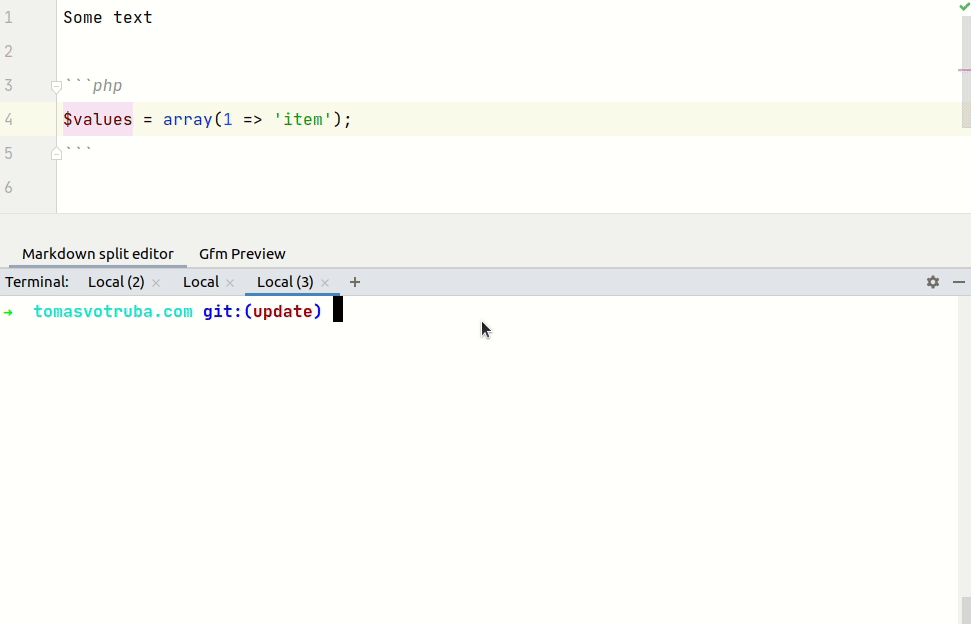 1 Some text
2
3 ```php
4 $values = array(1 => 'item');
5 ```
6
Markdown split editor Gfm Preview
Terminal: Local (2) × Local × Local (3) × +
→ tomasvotruba.com git:(update)